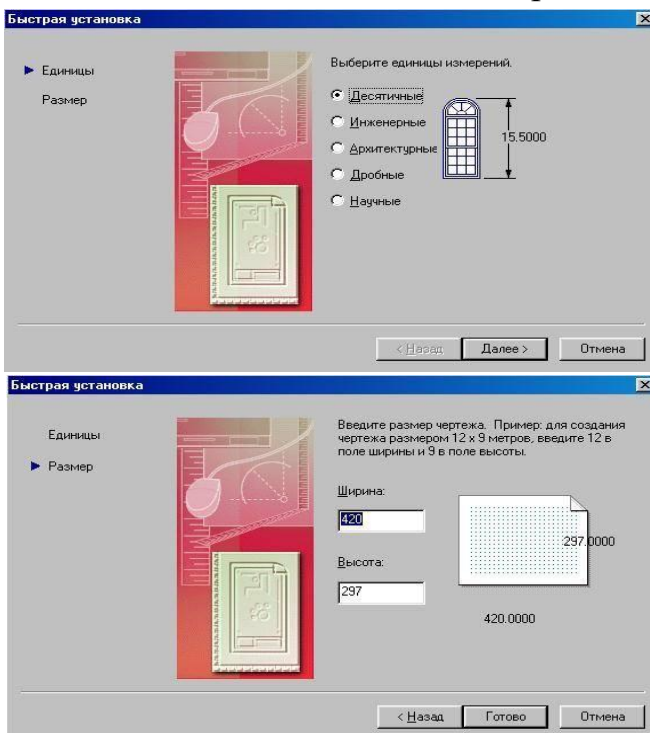 Быстрая установка
Единицы
Размер
Выберите единицы измерений.
Десятичные
Инженерные
Архитектурные
Дробные
Научные
15.5000
< Назад
Далее >
Отмена
Быстрая установка
Единицы
Размер
Введите размер чертежа. Пример: для создания
чертежа размером 12 x 9 метров, введите 12 в
поле ширины и 9 в поле высоты.
Ширина:
420
Высота:
297
297.0000
420.0000
< Назад
Готово
Отмена